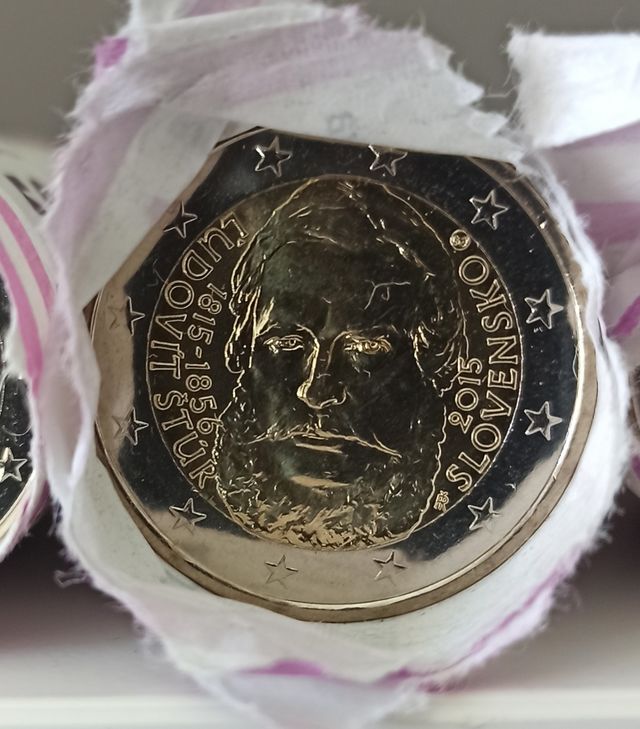 ĽUDOVÍT ŠTÚR
1815-1856
2015
SLOVENSKO